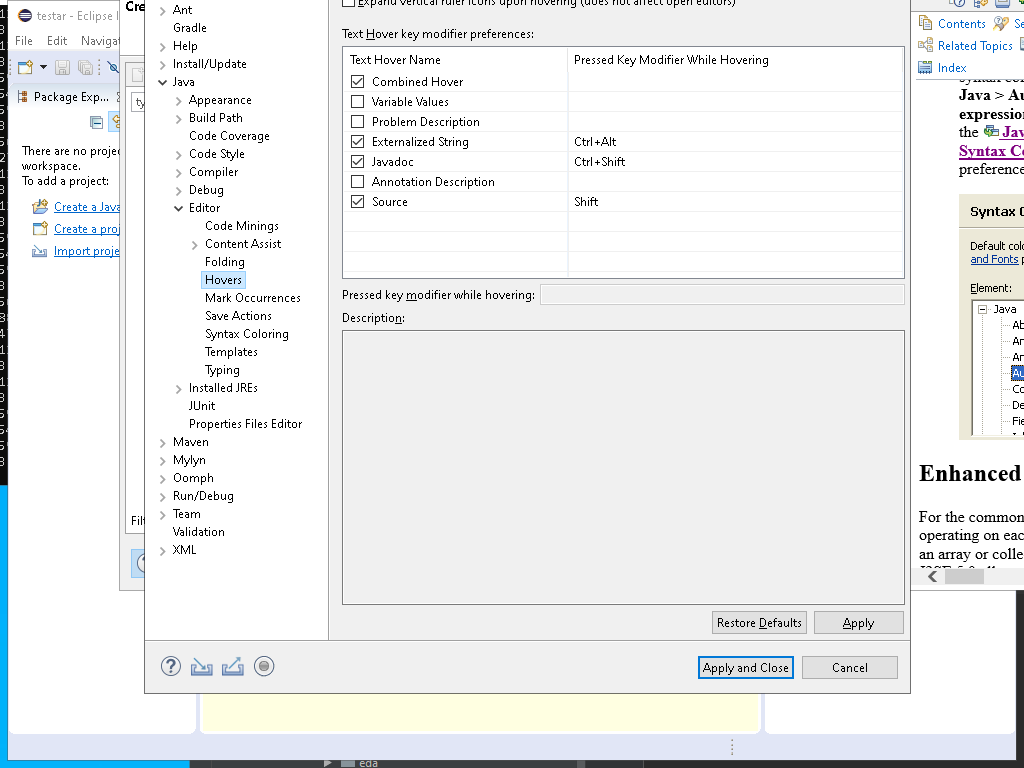 testar - Eclipse I
File Edit Naviga
Package Exp...
There are no proje
workspace.
To add a project:
Create a Java
Create a proj
Import proje
Cre
ty
Filt
Ant
Gradle
Help
Install/Update
Java
Appearance
Build Path
Code Coverage
Code Style
Compiler
Debug
Editor
Code Minings
Content Assist
Folding
Hovers
Mark Occurrences
Save Actions
Syntax Coloring
Templates
Typing
Installed JREs
JUnit
Properties Files Editor
Maven
Mylyn
Oomph
Run/Debug
Team
Validation
XML
Expand vertical ruler icons upon hovering (does not affect open editors)
Text Hover key modifier preferences:
Text Hover Name Pressed Key Modifier While Hovering
Combined Hover
Variable Values
Problem Description
Externalized String Ctrl+Alt
Javadoc Ctrl+Shift
Annotation Description
Source Shift
Pressed key modifier while hovering:
Description:
Restore Defaults Apply
Apply and Close Cancel
Contents Se
Related Topics
Index
Java > Au
expression
the Jav
Syntax Co
preference
Syntax C
Default colo
and Fonts p
Element:
Java
Ab
An
An
Au
Co
De
Fie
Enhanced
For the common
operating on eac
an array or colle
eda